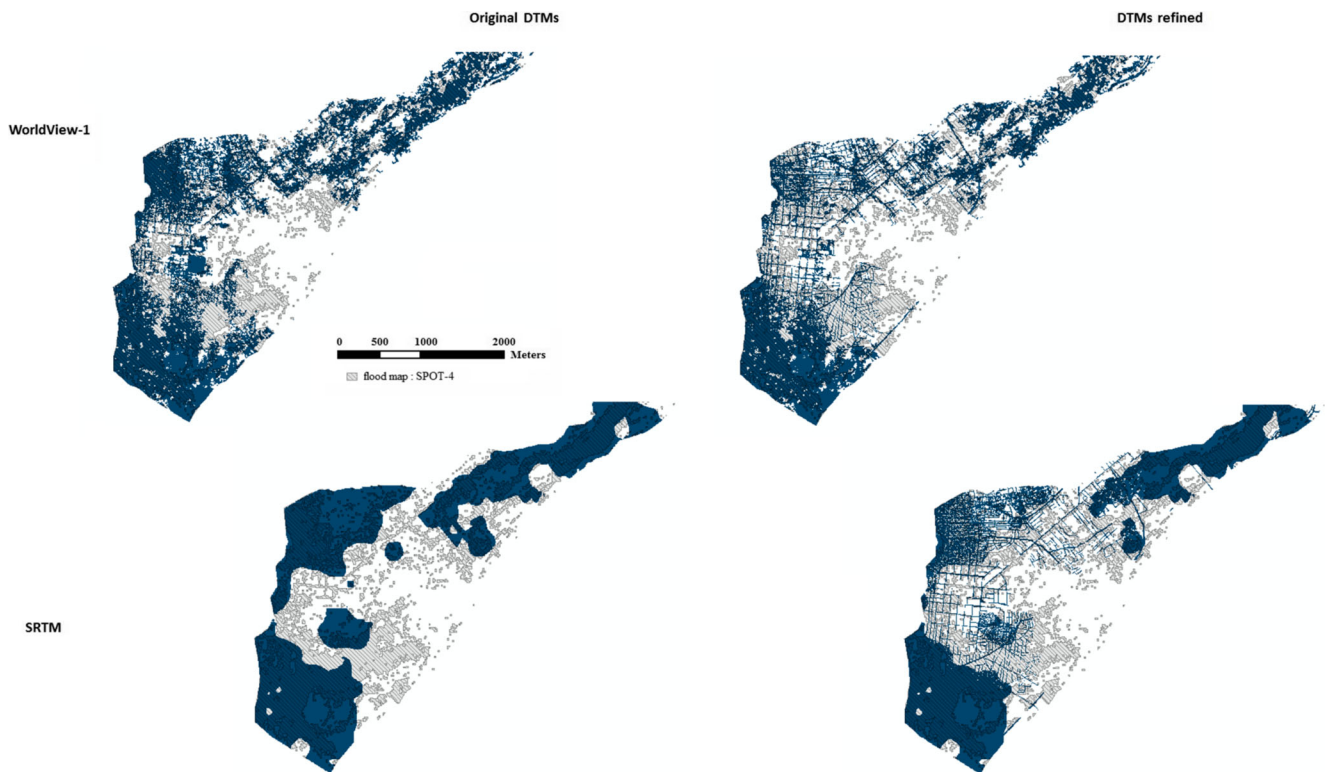 Original DTMs
DTMs refined
WorldView-1
0 500 1000 2000
Meters
flood map : SPOT-4
SRTM